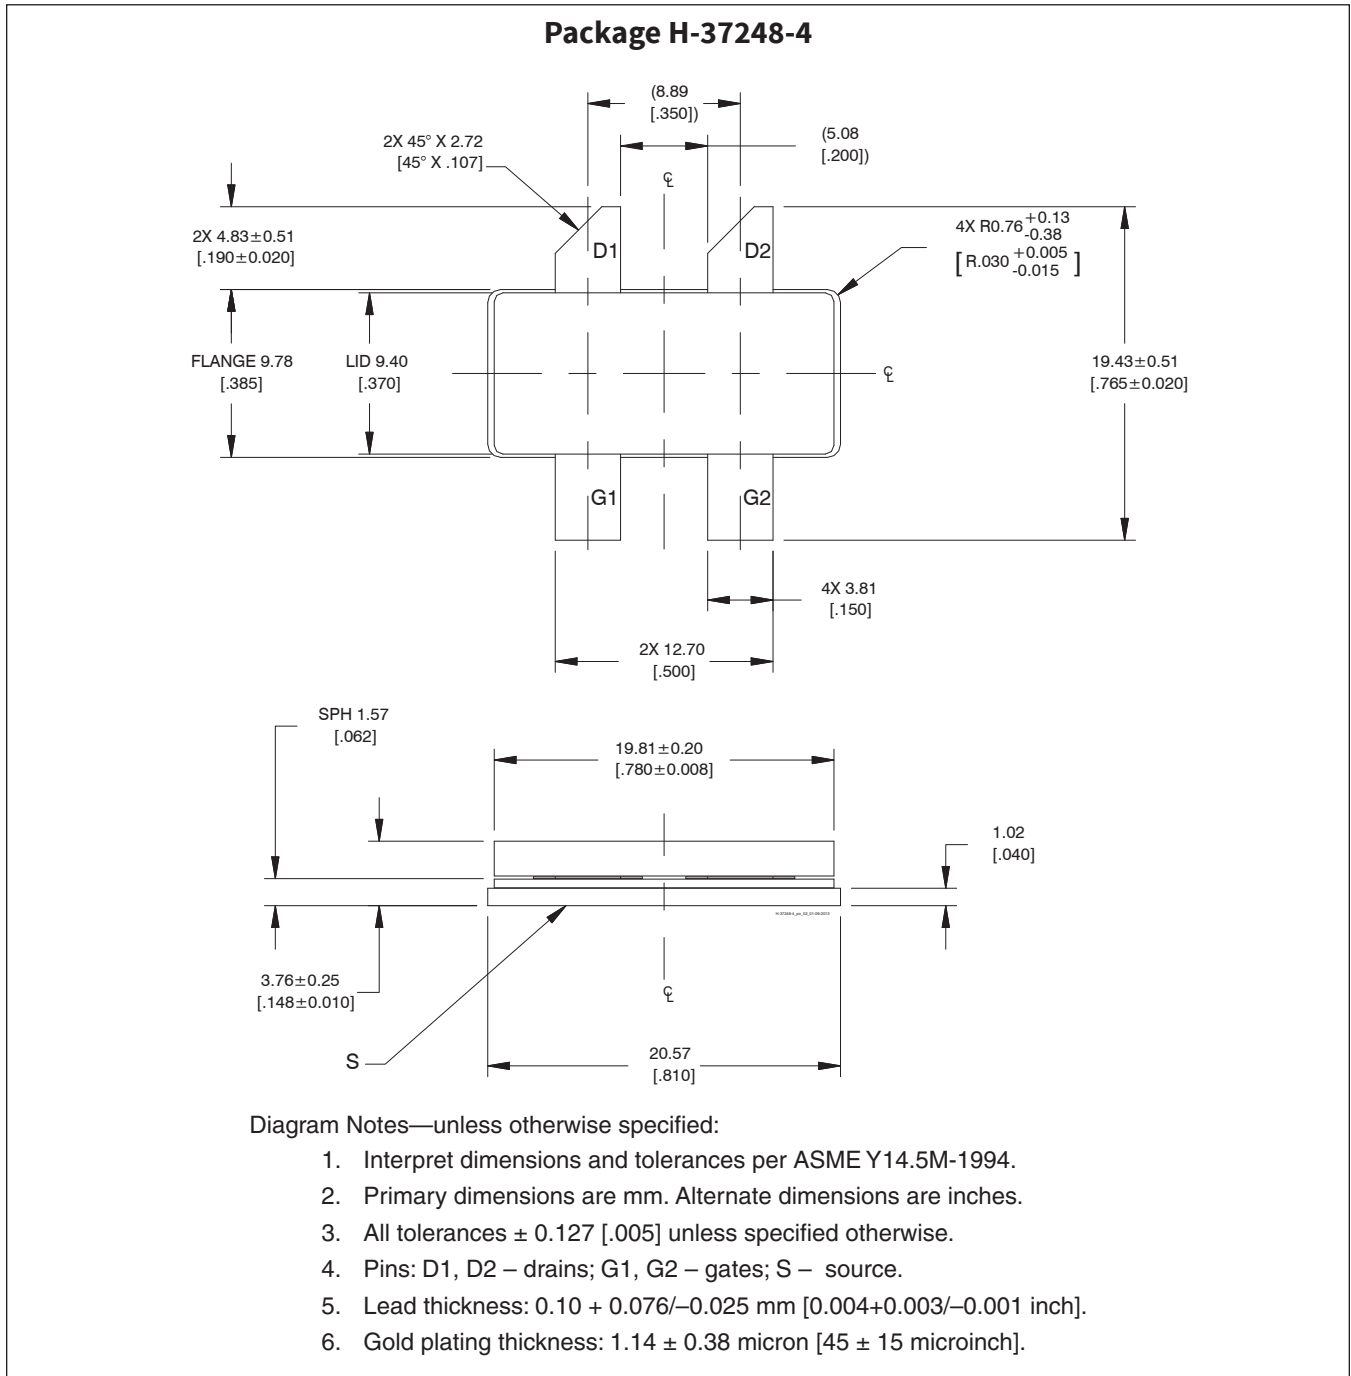 Package H-37248-4
(8.89
[.350])
2X 45° X 2.72
[45° X .107]
(5.08
[.200])
℄
2X 4.83±0.51
[.190±0.020]
D1
D2
4X R0.76 +0.13
-0.38
[ R.030 +0.005
-0.015 ]
FLANGE 9.78
[.385]
LID 9.40
[.370]
℄
19.43±0.51
[.765±0.020]
G1
G2
4X 3.81
[.150]
2X 12.70
[.500]
SPH 1.57
[.062]
19.81±0.20
[.780±0.008]
1.02
[.040]
3.76±0.25
[.148±0.010]
℄
S
20.57
[.810]
Diagram Notes—unless otherwise specified:
1. Interpret dimensions and tolerances per ASME Y14.5M-1994.
2. Primary dimensions are mm. Alternate dimensions are inches.
3. All tolerances ± 0.127 [.005] unless specified otherwise.
4. Pins: D1, D2 – drains; G1, G2 – gates; S – source.
5. Lead thickness: 0.10 + 0.076/–0.025 mm [0.004+0.003/–0.001 inch].
6. Gold plating thickness: 1.14 ± 0.38 micron [45 ± 15 microinch].